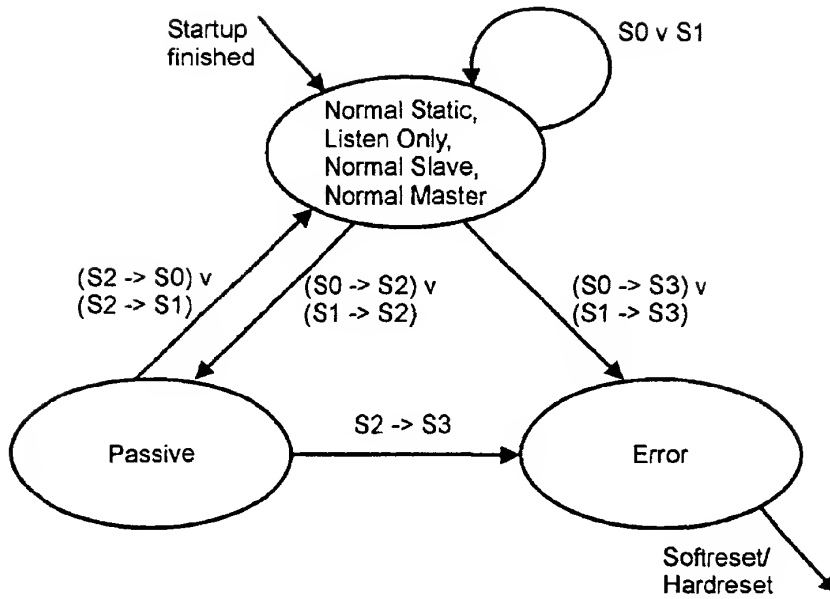 Startup
finished
S0 v S1
Normal Static,
Listen Only,
Normal Slave,
Normal Master
(S2 -> S0) v
(S2 -> S1)
(S0 -> S2) v
(S1 -> S2)
(S0 -> S3) v
(S1 -> S3)
Passive
S2 -> S3
Error
Softreset/
Hardreset